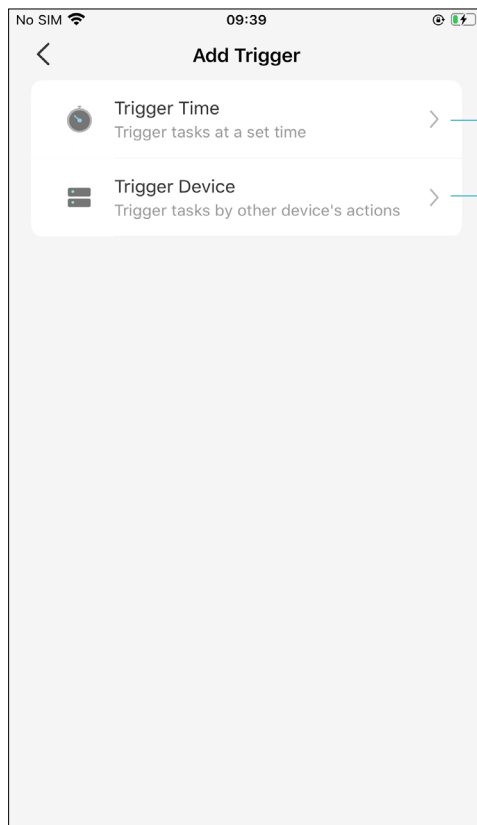 No SIM 09:39
Add Trigger
Trigger Time
Trigger tasks at a set time
Trigger Device
Trigger tasks by other device's actions